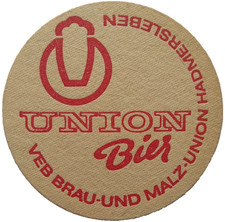 UNION
Bier
VEB BRAU-UND MALZ-UNION HADMERSLEBEN